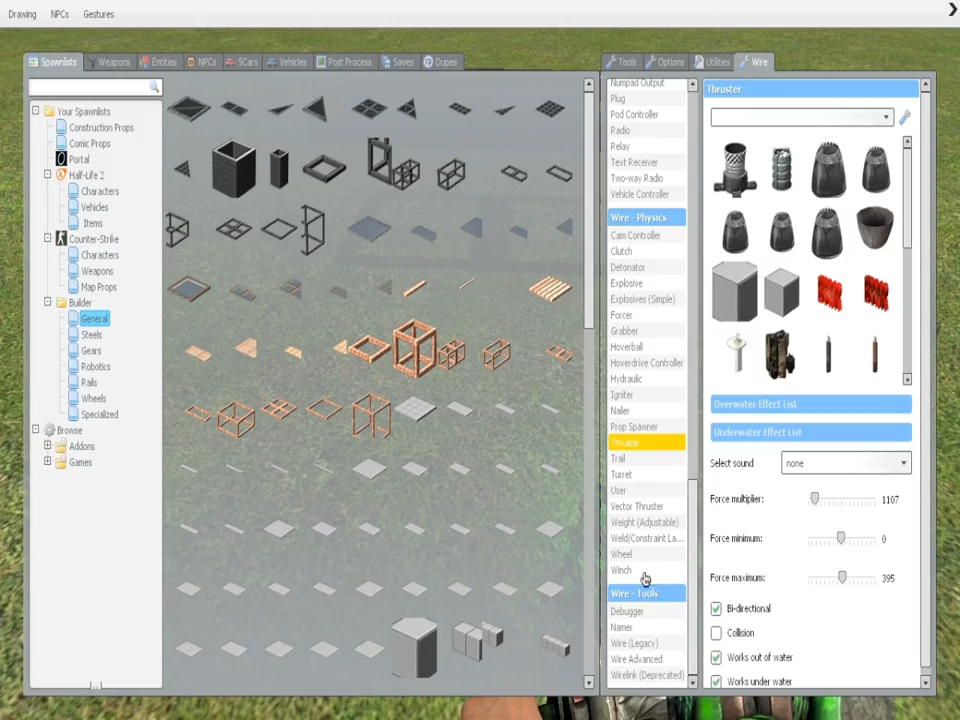 Drawing NPCs Gestures
Spawnlists Weapons Entities NPCs SCars Vehicles Post Process Saves Dupes
Tools Options Utilities Wire
Your Spawnlists
Construction Props
Comic Props
Portal
Half-Life 2
Characters
Vehicles
Items
Counter-Strike
Characters
Weapons
Map Props
Builder
General
Steels
Gears
Robotics
Rails
Wheels
Specialized
Browse
Addons
Games
Numpad Output
Plug
Pod Controller
Radio
Relay
Text Receiver
Two-way Radio
Vehicle Controller
Wire - Physics
Cam Controller
Clutch
Detonator
Explosive
Explosives (Simple)
Forcer
Grabber
Hoverball
Hoverdrive Controller
Hydraulic
Igniter
Nailer
Prop Spawner
Thruster
Trail
Turret
User
Vector Thruster
Weight (Adjustable)
Weld/Constraint La...
Wheel
Winch
Wire - Tools
Debugger
Namer
Wire (Legacy)
Wire Advanced
Wirelink (Deprecated)
Thruster
Overwater Effect List
Underwater Effect List
Select sound none
Force multiplier: 1107
Force minimum: 0
Force maximum: 395
Bi-directional
Collision
Works out of water
Works under water